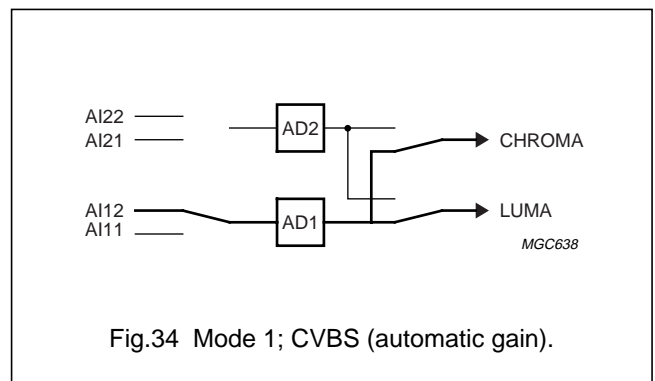 AI22
AD2
AI21
CHROMA
AI12
AD1
LUMA
AI11
MGC638
Fig.34 Mode 1; CVBS (automatic gain).